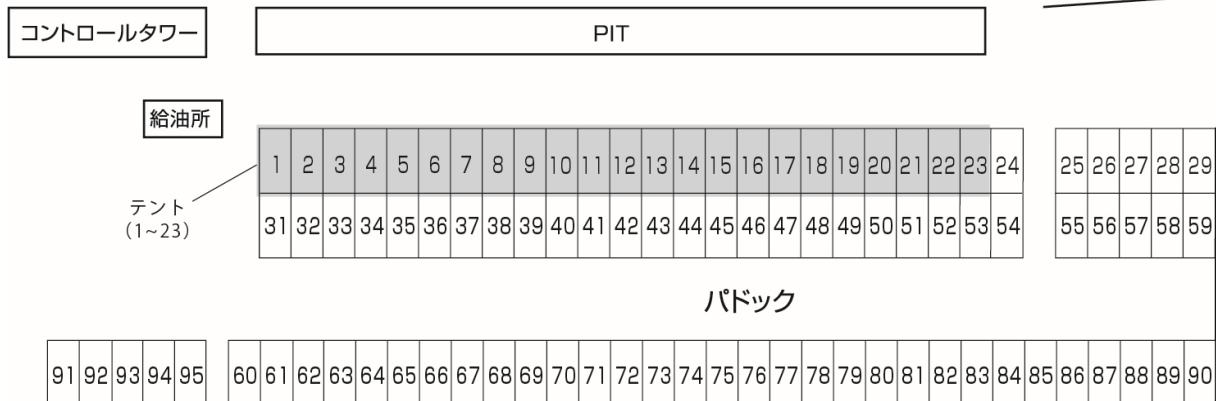 コントロールタワー
PIT
給油所
1 2 3 4 5 6 7 8 9 10 11 12 13 14 15 16 17 18 19 20 21 22 23 24 25 26 27 28 29
テント
(1~23)
31 32 33 34 35 36 37 38 39 40 41 42 43 44 45 46 47 48 49 50 51 52 53 54 55 56 57 58 59
パドック
91 92 93 94 95 60 61 62 63 64 65 66 67 68 69 70 71 72 73 74 75 76 77 78 79 80 81 82 83 84 85 86 87 88 89 90